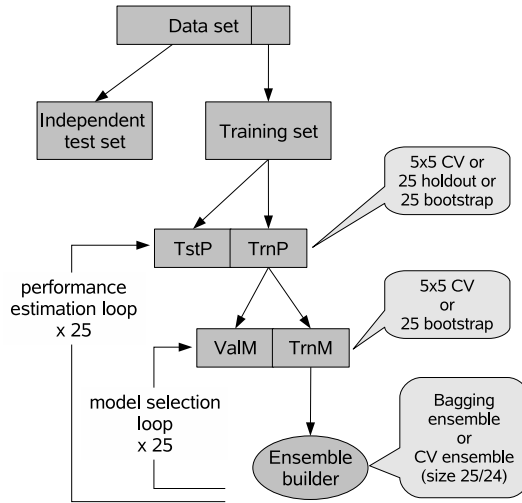 Data set
Independent
test set
Training set
5x5 CV or
25 holdout or
25 bootstrap
TstP
TrnP
performance
estimation loop
x 25
5x5 CV
or
25 bootstrap
ValM
TrnM
model selection
loop
x 25
Ensemble
builder
Bagging
ensemble
or
CV ensemble
(size 25/24)